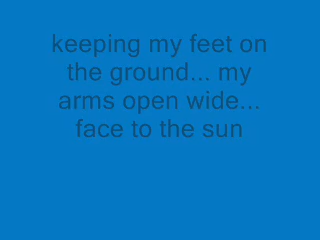 keeping my feet on
the ground... my
arms open wide...
face to the sun